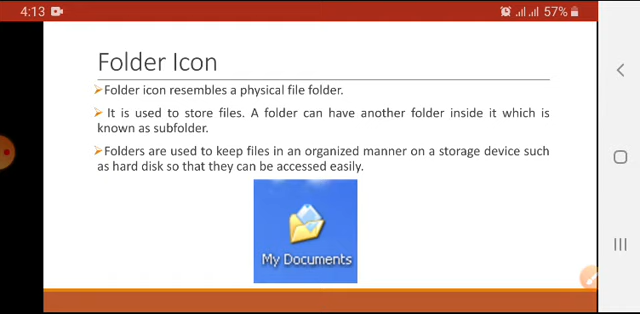 4:13
57%
Folder Icon
Folder icon resembles a physical file folder.
It is used to store files. A folder can have another folder inside it which is
known as subfolder.
Folders are used to keep files in an organized manner on a storage device such
as hard disk so that they can be accessed easily.
My Documents